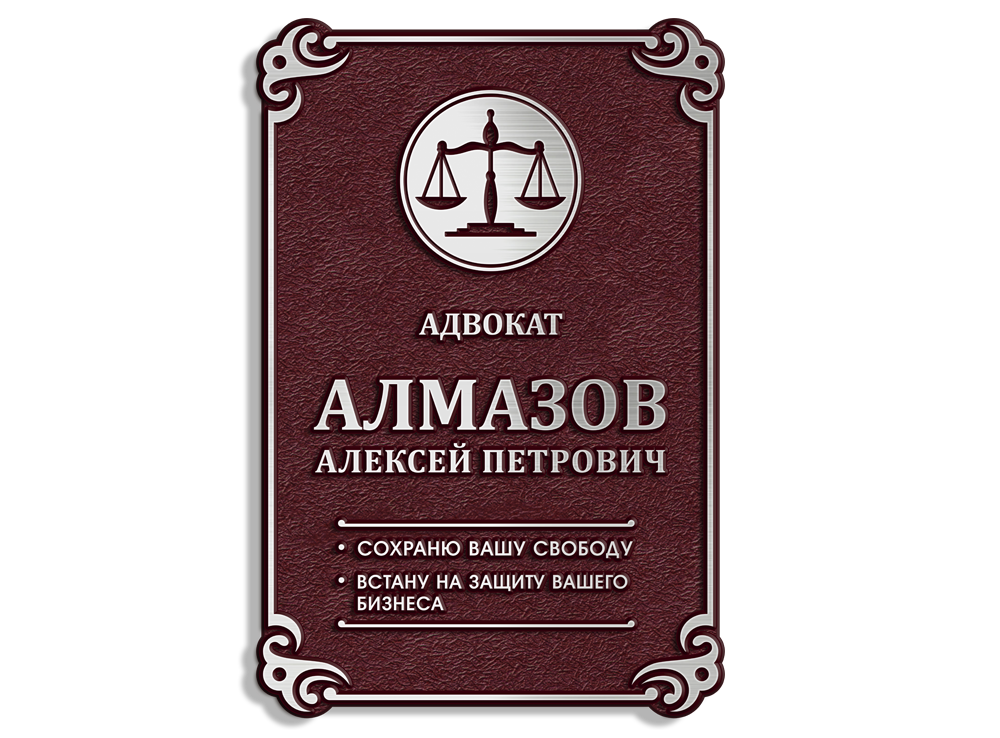 АДВОКАТ
АЛМАЗОВ
АЛЕКСЕЙ ПЕТРОВИЧ
• СОХРАНЮ ВАШУ СВОБОДУ
• ВСТАНУ НА ЗАЩИТУ ВАШЕГО
БИЗНЕСА